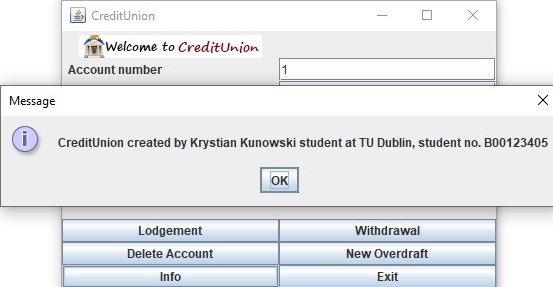 CreditUnion
Welcome to CreditUnion
Account number
1
Message
CreditUnion created by Krystian Kunowski student at TU Dublin, student no. B00123405
OK
Lodgement
Withdrawal
Delete Account
New Overdraft
Info
Exit